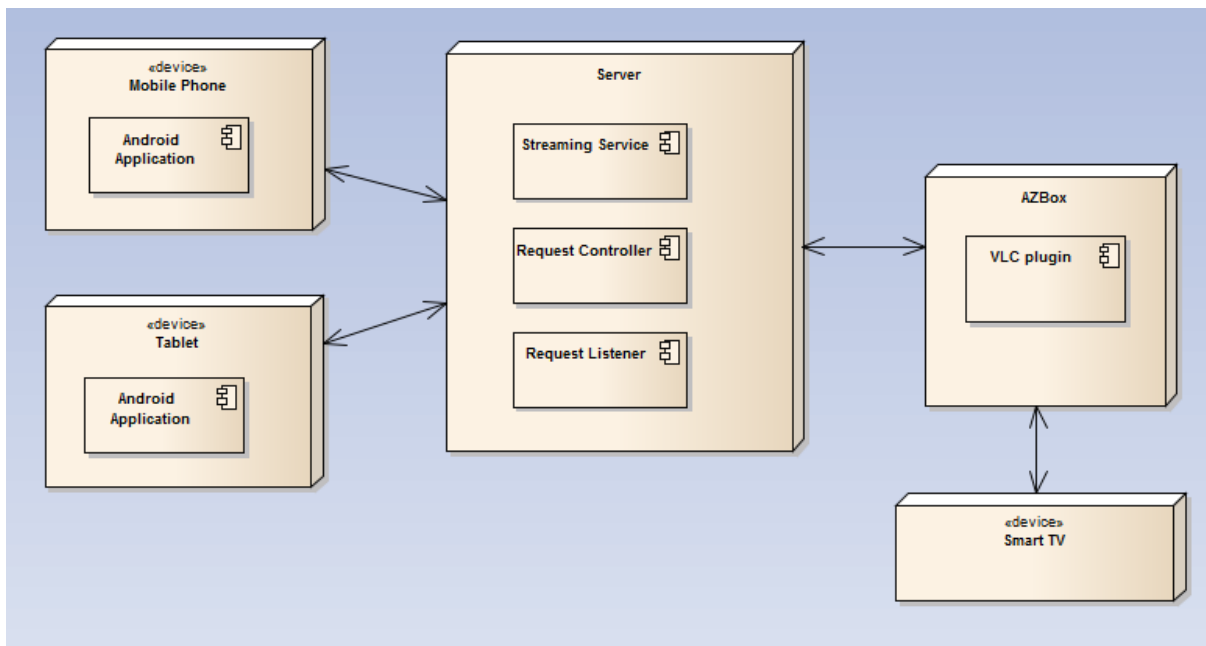 «device»
Mobile Phone
Android
Application
«device»
Tablet
Android
Application
Server
Streaming Service
Request Controller
Request Listener
AZBox
VLC plugin
«device»
Smart TV